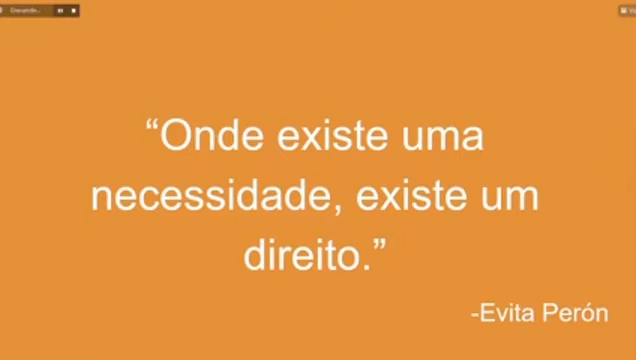 “Onde existe uma
necessidade, existe um
direito.”
-Evita Perón